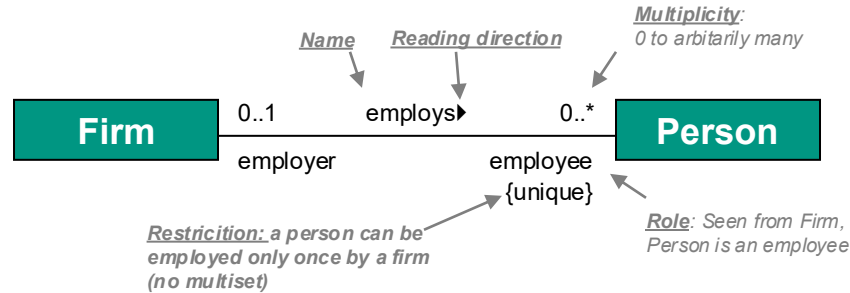 Multiplicity:
0 to arbitarily many
Name
Reading direction
Firm
0..1
employs
0..*
Person
employer
employee
{unique}
Restricition: a person can be
employed only once by a firm
(no multiset)
Role: Seen from Firm,
Person is an employee